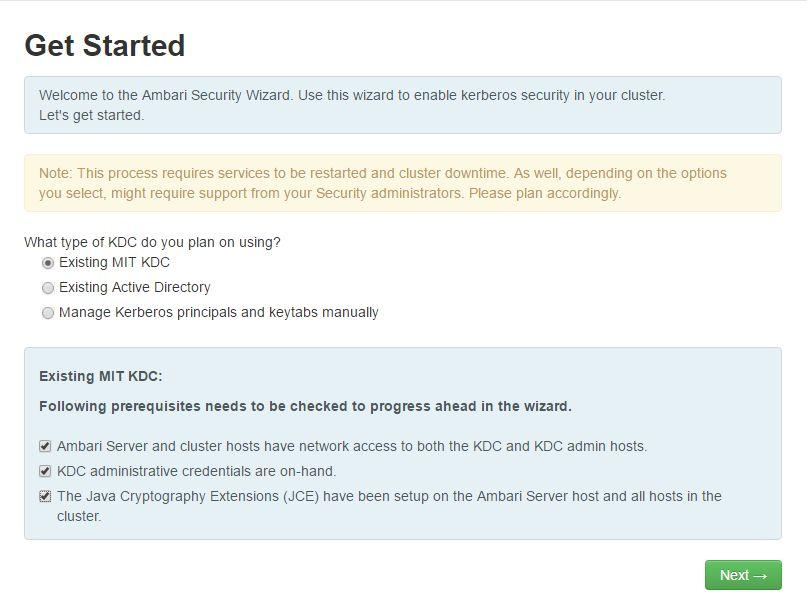 Get Started
Welcome to the Ambari Security Wizard. Use this wizard to enable kerberos security in your cluster.
Let's get started.
Note: This process requires services to be restarted and cluster downtime. As well, depending on the options
you select, might require support from your Security administrators. Please plan accordingly.
What type of KDC do you plan on using?
Existing MIT KDC
Existing Active Directory
Manage Kerberos principals and keytabs manually
Existing MIT KDC:
Following prerequisites needs to be checked to progress ahead in the wizard.
Ambari Server and cluster hosts have network access to both the KDC and KDC admin hosts.
KDC administrative credentials are on-hand.
The Java Cryptography Extensions (JCE) have been setup on the Ambari Server host and all hosts in the
cluster.
Next →